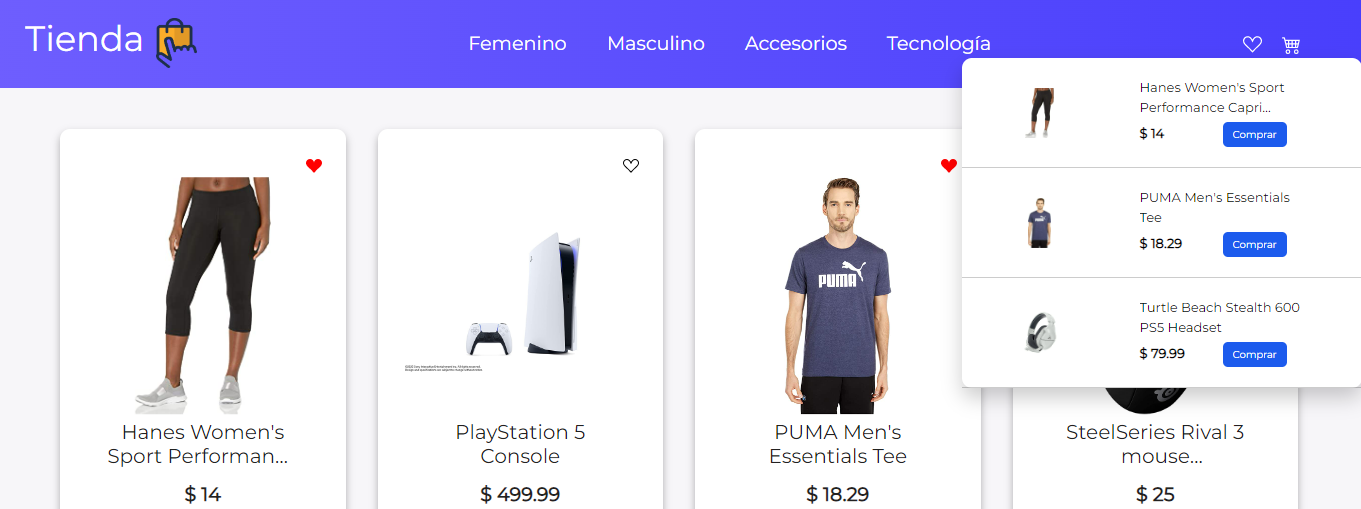 Tienda
Femenino
Masculino
Accesorios
Tecnología
Hanes Women's Sport
Performance Capri...
$ 14
Comprar
PUMA Men's Essentials
Tee
$ 18.29
Comprar
Turtle Beach Stealth 600
PS5 Headset
$ 79.99
Comprar
PUMA
Hanes Women's
Sport Performan...
$ 14
PlayStation 5
Console
$ 499.99
PUMA Men's
Essentials Tee
$ 18.29
SteelSeries Rival 3
mouse...
$ 25